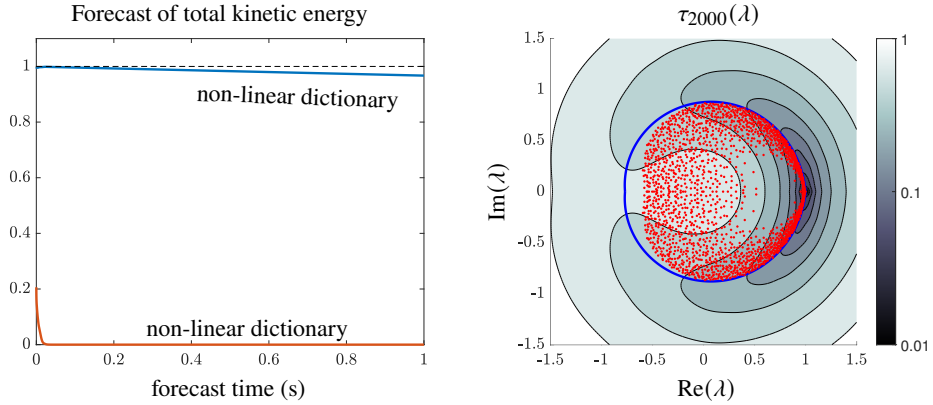 Forecast of total kinetic energy
1
0.8
0.6
0.4
0.2
0
non-linear dictionary
non-linear dictionary
0 0.2 0.4 0.6 0.8 1
forecast time (s)
τ2000(λ)
1.5
1
0.5
0
-0.5
-1
-1.5
Im(λ)
-1.5 -1 -0.5 0 0.5 1 1.5
Re(λ)
1
0.1
0.01